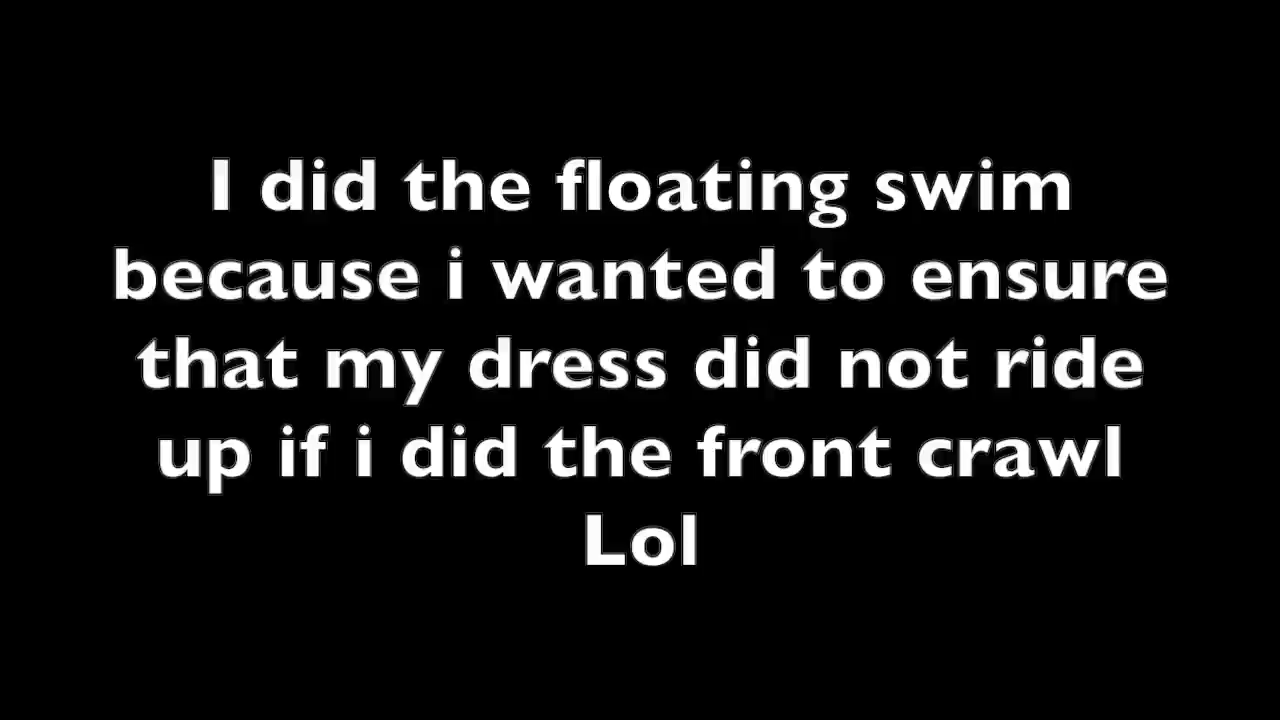 I did the floating swim
because i wanted to ensure
that my dress did not ride
up if i did the front crawl
Lol